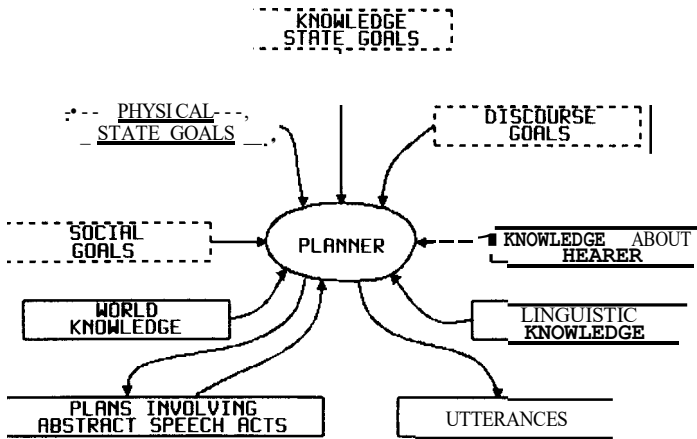 KNOWLEDGE
STATE GOALS
PHYSICAL
STATE GOALS
DISCOURSE
GOALS
SOCIAL
GOALS
PLANNER
KNOWLEDGE ABOUT
HEARER
WORLD
KNOWLEDGE
LINGUISTIC
KNOWLEDGE
PLANS INVOLVING
ABSTRACT SPEECH ACTS
UTTERANCES